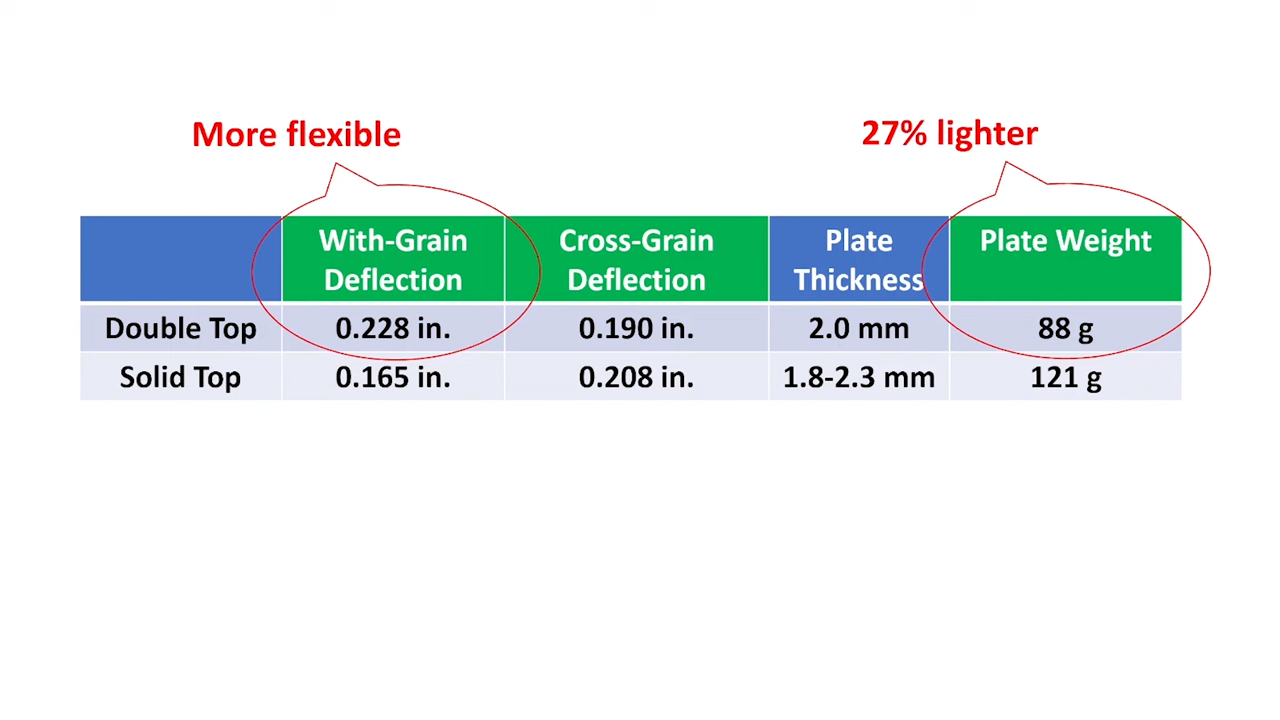 More flexible
27% lighter
With-Grain Deflection
Cross-Grain Deflection
Plate Thickness
Plate Weight
Double Top 0.228 in. 0.190 in. 2.0 mm 88 g
Solid Top 0.165 in. 0.208 in. 1.8-2.3 mm 121 g